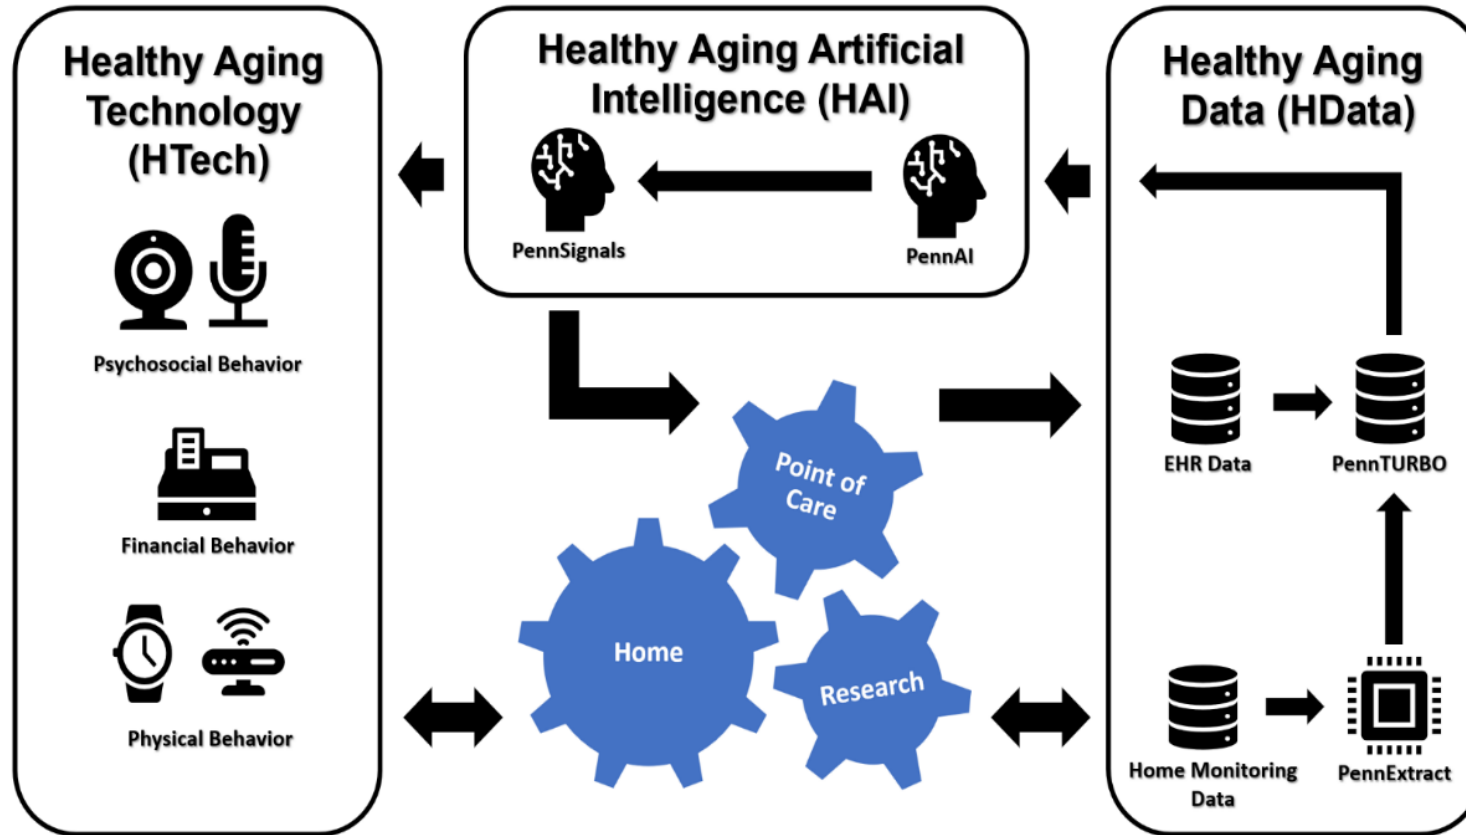 Healthy Aging
Technology
(HTech)
Psychosocial Behavior
Financial Behavior
Physical Behavior
Healthy Aging Artificial
Intelligence (HAI)
PennSignals
PennAI
Point of
Care
Home
Research
Healthy Aging
Data (HData)
EHR Data
PennTURBO
Home Monitoring
Data
PennExtract